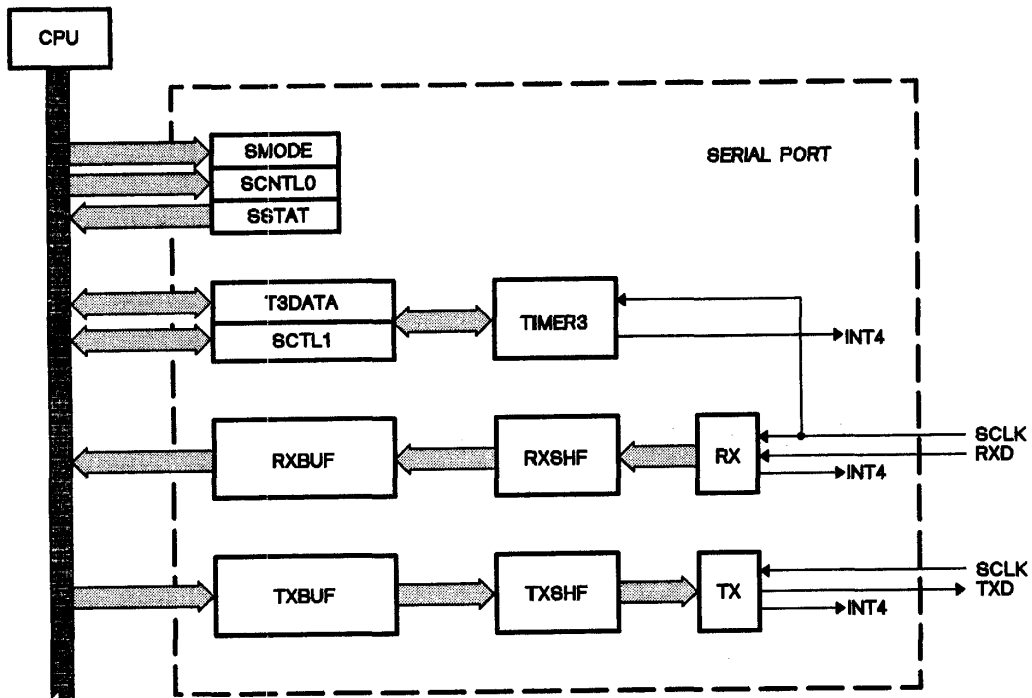 CPU
SMODE
SERIAL PORT
SCNTL0
SSTAT
T3DATA
TIMER3
SCTL1
INT4
SCLK
RXBUF
RXSHF
RX
RXD
INT4
SCLK
TXBUF
TXSHF
TX
TXD
INT4